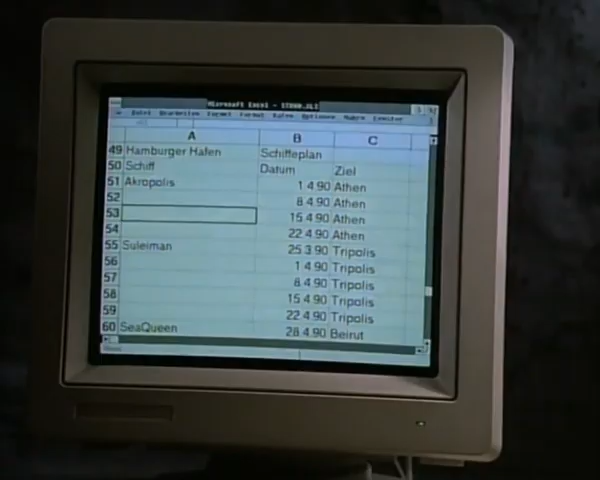 Microsoft Excel -
A B C
49 Hamburger Hafen Schiffsplan
50 Schiff Datum Ziel
51 Akropolis 1.4.90 Athen
52 8.4.90 Athen
53 15.4.90 Athen
54 22.4.90 Athen
55 Suleiman 25.3.90 Tripolis
56 1.4.90 Tripolis
57 8.4.90 Tripolis
58 15.4.90 Tripolis
59 22.4.90 Tripolis
60 SeaQueen 28.4.90 Beirut